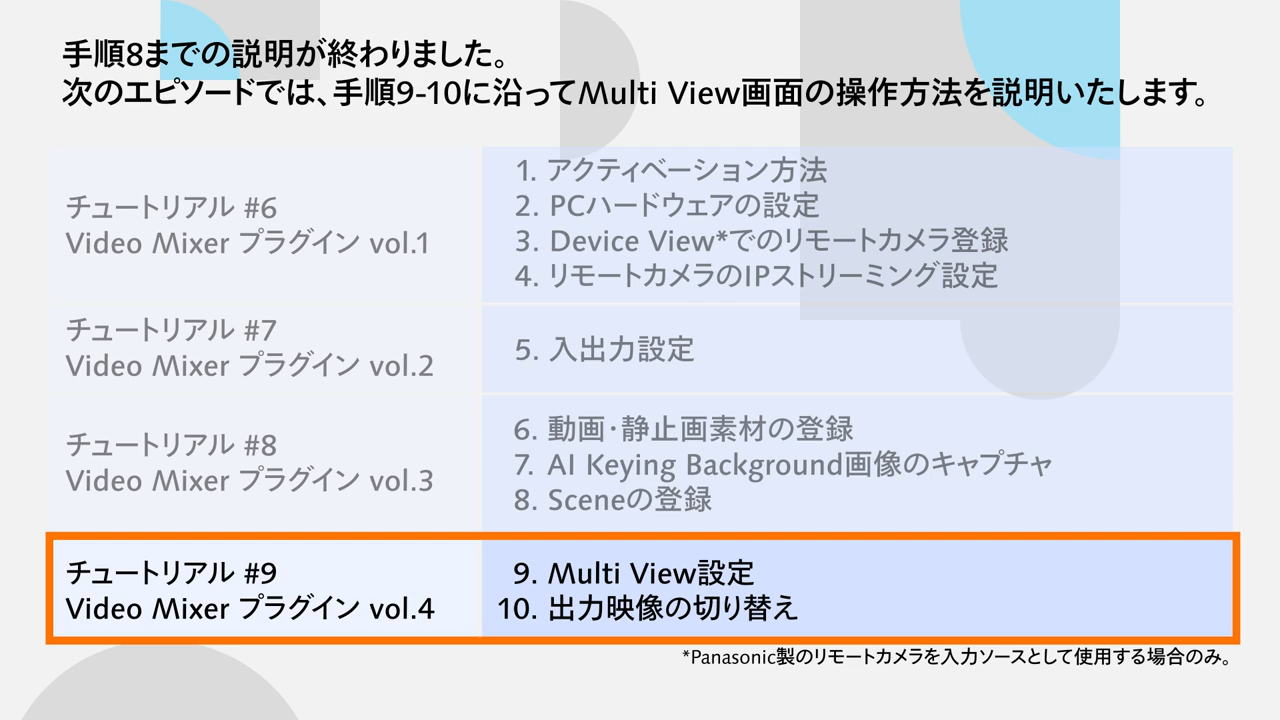 手順8までの説明が終わりました。
次のエピソードでは、手順9-10に沿ってMulti View画面の操作方法を説明いたします。
チュートリアル #6
Video Mixer プラグイン vol.1
1. アクティベーション方法
2. PCハードウェアの設定
3. Device View*でのリモートカメラ登録
4. リモートカメラのIPストリーミング設定
チュートリアル #7
Video Mixer プラグイン vol.2
5. 入出力設定
チュートリアル #8
Video Mixer プラグイン vol.3
6. 動画・静止画素材の登録
7. AI Keying Background画像のキャプチャ
8. Sceneの登録
チュートリアル #9
Video Mixer プラグイン vol.4
9. Multi View設定
10. 出力映像の切り替え
*Panasonic製のリモートカメラを入力ソースとして使用する場合のみ。